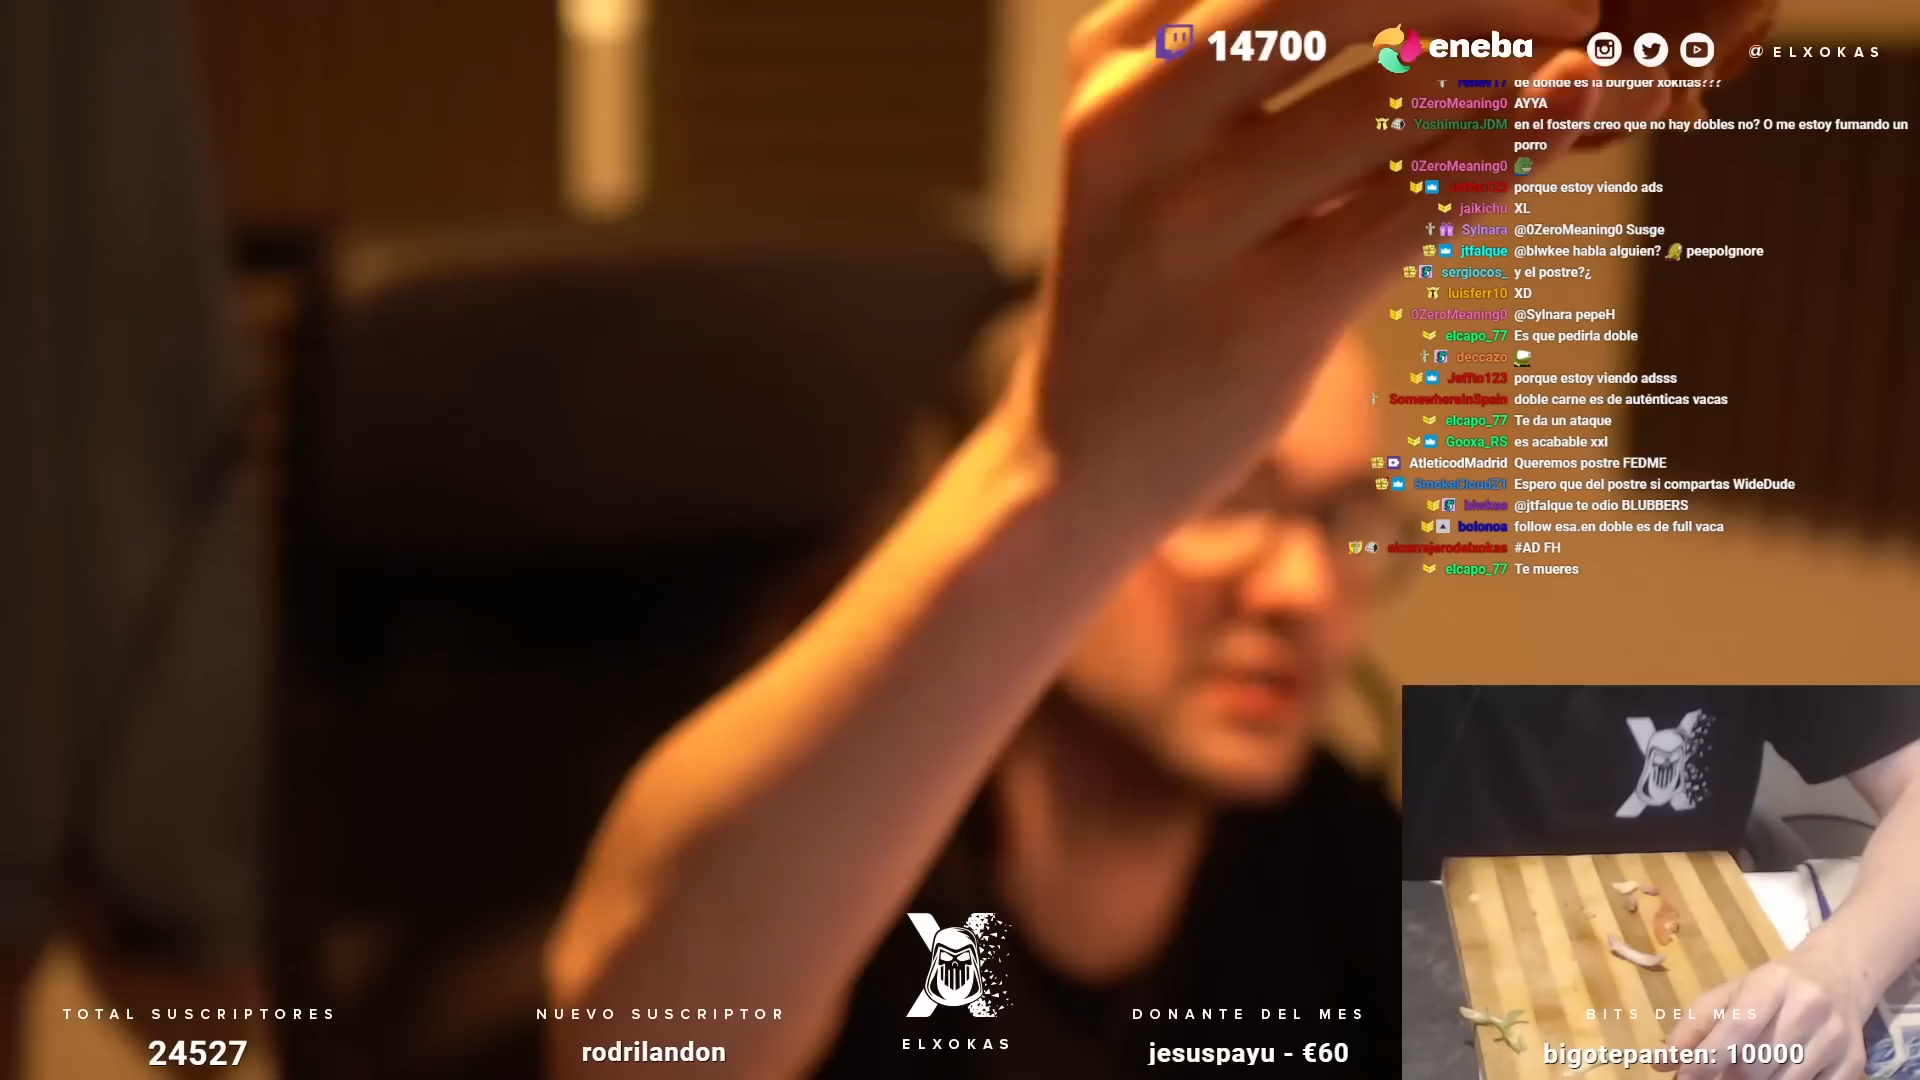 14700
eneba
@ELXOKAS
de donde es la burguer xokitas???
0ZeroMeaning0 AYYA
YoshimuraJDM en el fosters creo que no hay dobles no? O me estoy fumando un
porro
0ZeroMeaning0
Jeffto123 porque estoy viendo ads
jaikichu XL
Sylnara @0ZeroMeaning0 Susge
jtfalque @blwkee habla alguien? peepoIgnore
sergiocos_ y el postre?¿
luisferr10 XD
0ZeroMeaning0 @Sylnara pepeH
elcapo_77 Es que pedirla doble
deccazo
Jeffto123 porque estoy viendo adsss
SomewhereInSpain doble carne es de auténticas vacas
elcapo_77 Te da un ataque
Gooxa_RS es acabable xxl
AtleticodMadrid Queremos postre FEDME
SmokeCloud21 Espero que del postre si compartas WideDude
blwkee @jtfalque te odio BLUBBERS
bolonoa follow esa.en doble es de full vaca
#AD FH
elcapo_77 Te mueres
TOTAL SUSCRIPTORES
24527
NUEVO SUSCRIPTOR
rodrilandon
ELXOKAS
DONANTE DEL MES
jesuspayu - €60
BITS DEL MES
bigotepanten: 10000